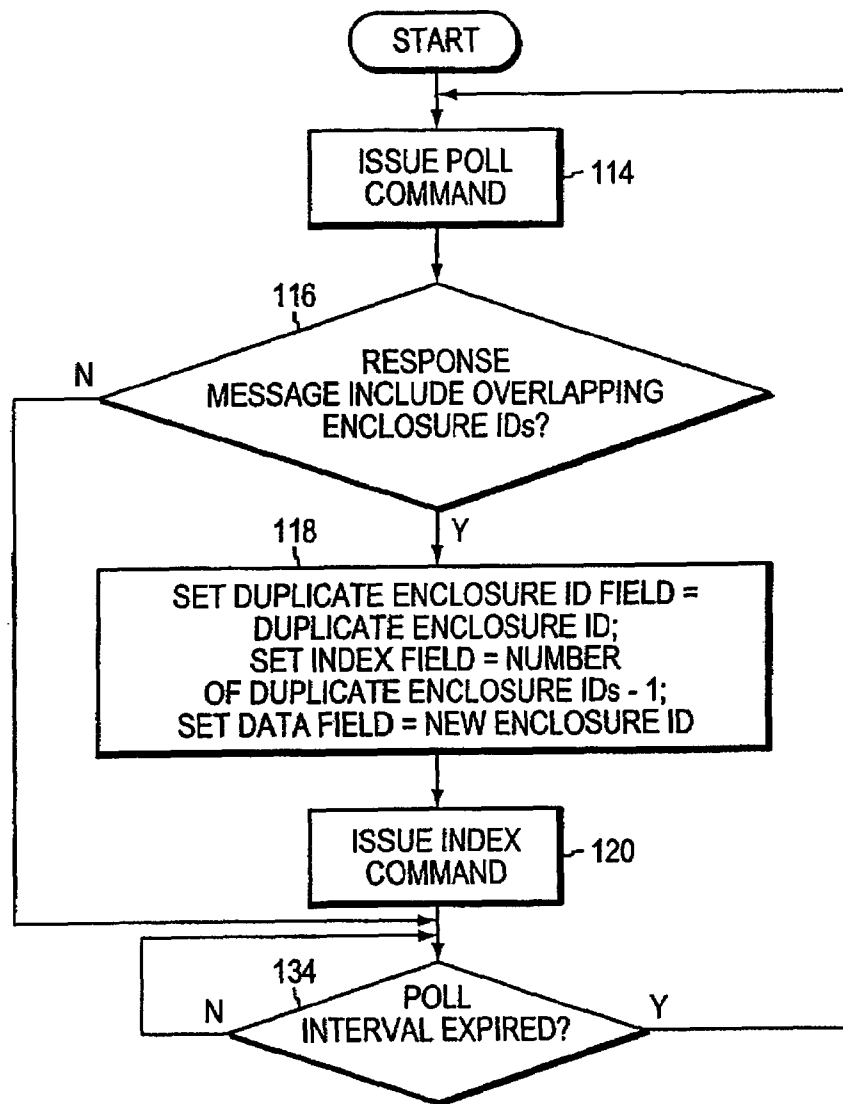 START
ISSUE POLL
COMMAND
114
116
N
RESPONSE
MESSAGE INCLUDE OVERLAPPING
ENCLOSURE IDs?
Y
118
SET DUPLICATE ENCLOSURE ID FIELD =
DUPLICATE ENCLOSURE ID;
SET INDEX FIELD = NUMBER
OF DUPLICATE ENCLOSURE IDs - 1;
SET DATA FIELD = NEW ENCLOSURE ID
ISSUE INDEX
COMMAND
120
134
N
POLL
INTERVAL EXPIRED?
Y